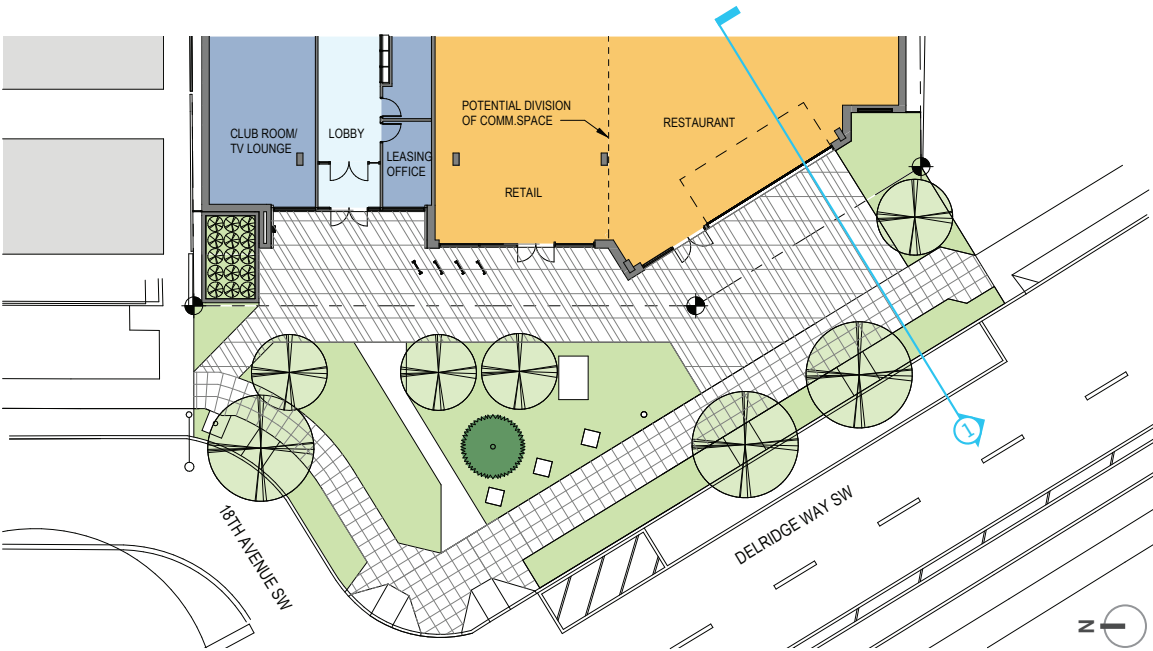 POTENTIAL DIVISION
OF COMM.SPACE
RESTAURANT
CLUB ROOM/
TV LOUNGE
LOBBY
LEASING
OFFICE
RETAIL
1
18TH AVENUE SW
DELRIDGE WAY SW
N